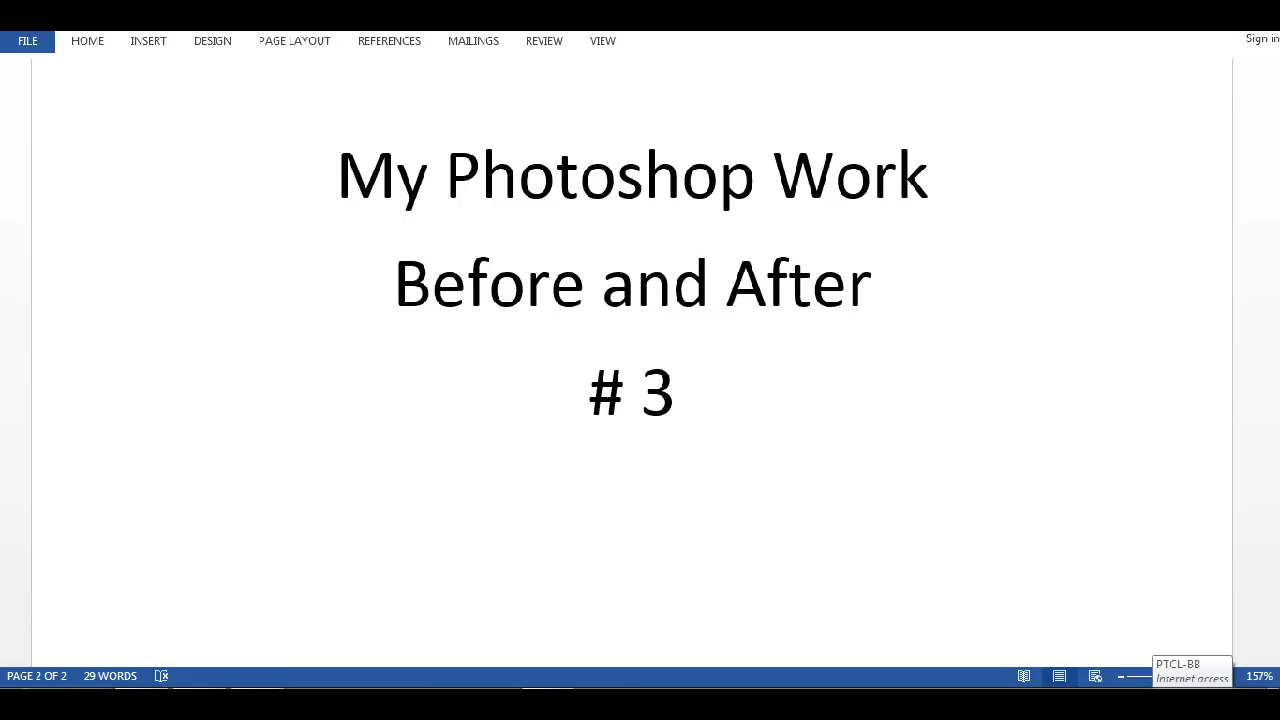 FILE HOME INSERT DESIGN PAGE LAYOUT REFERENCES MAILINGS REVIEW VIEW Sign in
My Photoshop Work
Before and After
# 3
PTCL-BB
Internet access
PAGE 2 OF 2 29 WORDS 157%